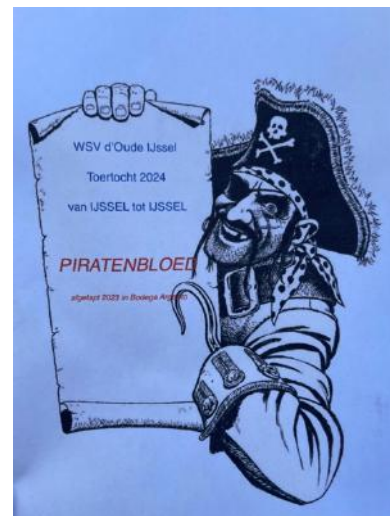 WSV d'Oude IJssel
Toertocht 2024
van IJSSEL tot IJSSEL
PIRATENBLOED
afgetapt 2023 in Bodega